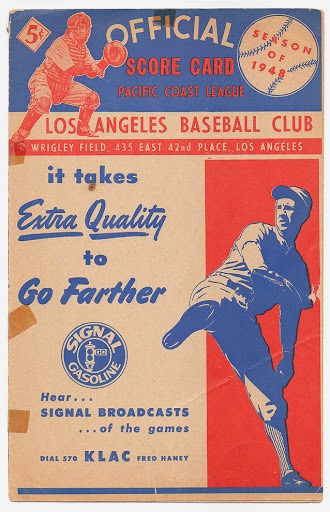 5¢
OFFICIAL
SCORE CARD
PACIFIC COAST LEAGUE
SEASON
OF
1948
LOS ANGELES BASEBALL CLUB
WRIGLEY FIELD; 435 EAST 42nd PLACE, LOS ANGELES
it takes
Extra Quality
to
Go Farther
SIGNAL
GASOLINE
Hear...
SIGNAL BROADCASTS
...of the games
DIAL 570 KLAC FRED HANEY